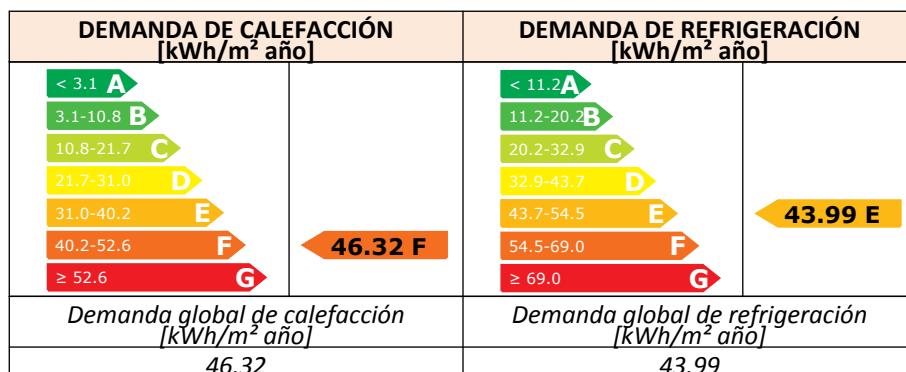 DEMANDA DE CALEFACCIÓN
[kWh/m² año]
DEMANDA DE REFRIGERACIÓN
[kWh/m² año]
< 3.1 A
3.1-10.8 B
10.8-21.7 C
21.7-31.0 D
31.0-40.2 E
40.2-52.6 F
≥ 52.6 G
46.32 F
< 11.2 A
11.2-20.2 B
20.2-32.9 C
32.9-43.7 D
43.7-54.5 E
54.5-69.0 F
≥ 69.0 G
43.99 E
Demanda global de calefacción
[kWh/m² año]
Demanda global de refrigeración
[kWh/m² año]
46.32
43.99